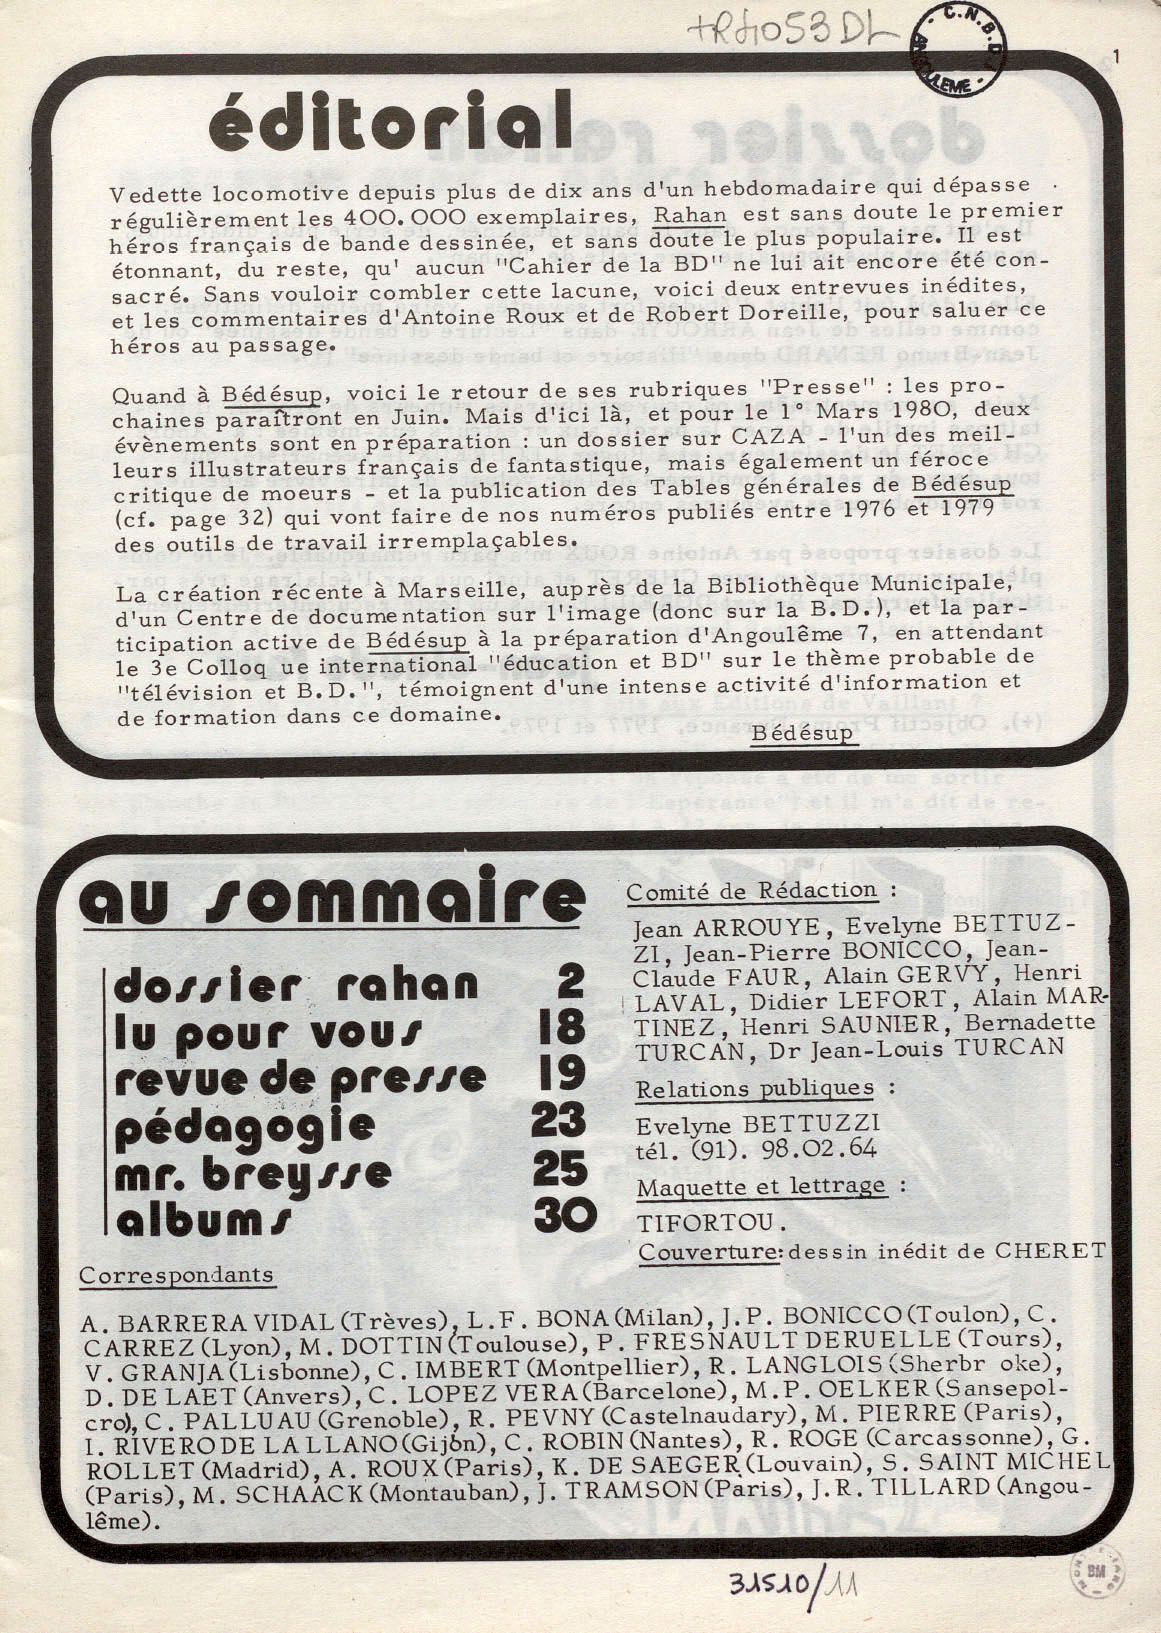 +R 4053 DL
C.N.B.D.I - ANGOULEME -
1
éditorial
Vedette locomotive depuis plus de dix ans d'un hebdomadaire qui dépasse
régulièrement les 400.000 exemplaires, Rahan est sans doute le premier
héros français de bande dessinée, et sans doute le plus populaire. Il est
étonnant, du reste, qu' aucun "Cahier de la BD" ne lui ait encore été con-
sacré. Sans vouloir combler cette lacune, voici deux entrevues inédites,
et les commentaires d'Antoine Roux et de Robert Doreille, pour saluer ce
héros au passage.
Quand à Bédésup, voici le retour de ses rubriques "Presse" : les pro-
chaines paraîtront en Juin. Mais d'ici là, et pour le 1° Mars 1980, deux
évènements sont en préparation : un dossier sur CAZA - l'un des meil-
leurs illustrateurs français de fantastique, mais également un féroce
critique de moeurs - et la publication des Tables générales de Bédésup
(cf. page 32) qui vont faire de nos numéros publiés entre 1976 et 1979
des outils de travail irremplaçables.
La création récente à Marseille, auprès de la Bibliothèque Municipale,
d'un Centre de documentation sur l'image (donc sur la B.D.), et la par-
ticipation active de Bédésup à la préparation d'Angoulême 7, en attendant
le 3e Colloq ue international "éducation et BD" sur le thème probable de
"télévision et B.D.", témoignent d'une intense activité d'information et
de formation dans ce domaine.
Bédésup
au sommaire
dossier rahan 2
lu pour vous 18
revue de presse 19
pédagogie 23
mr. breysse 25
albums 30
Comité de Rédaction :
Jean ARROUYE, Evelyne BETTUZ-
ZI, Jean-Pierre BONICCO, Jean-
Claude FAUR, Alain GERVY, Henri
LAVAL, Didier LEFORT, Alain MAR-
TINEZ, Henri SAUNIER, Bernadette
TURCAN, Dr Jean-Louis TURCAN
Relations publiques :
Evelyne BETTUZZI
tél. (91). 98.02.64
Maquette et lettrage :
TIFORTOU.
Couverture: dessin inédit de CHERET
Correspondants
A. BARRERA VIDAL (Trèves), L.F. BONA (Milan), J.P. BONICCO (Toulon), C.
CARREZ (Lyon), M. DOTTIN (Toulouse), P. FRESNAULT DERUELLE (Tours),
V. GRANJA (Lisbonne), C. IMBERT (Montpellier), R. LANGLOIS (Sherbr oke),
D. DE LAET (Anvers), C. LOPEZ VERA (Barcelone), M.P. OELKER (Sansepol-
cro), C. PALLUAU (Grenoble), R. PEVNY (Castelnaudary), M. PIERRE (Paris),
I. RIVERO DE LA LLANO (Gijón), C. ROBIN (Nantes), R. ROGE (Carcassonne), G.
ROLLET (Madrid), A. ROUX (Paris), K. DE SAEGER (Louvain), S. SAINT MICHEL
(Paris), M. SCHAACK (Montauban), J. TRAMSON (Paris), J.R. TILLARD (Angou-
lême).
31510/11
BM